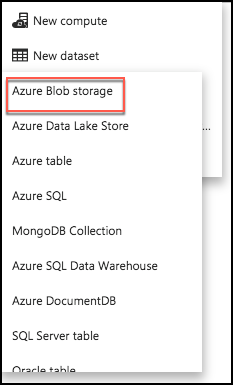 New compute
New dataset
Azure Blob storage
Azure Data Lake Store
...
Azure table
Azure SQL
MongoDB Collection
Azure SQL Data Warehouse
Azure DocumentDB
SQL Server table
Oracle table